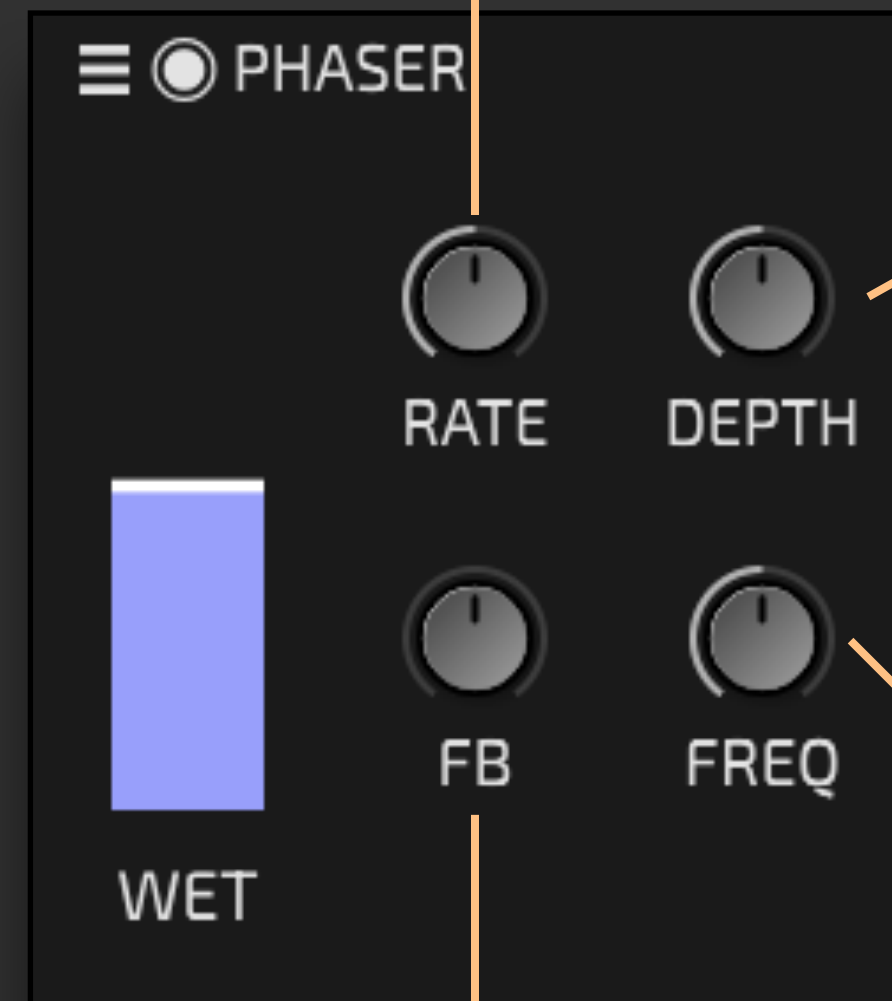 PHASER
RATE
DEPTH
FB
FREQ
WET